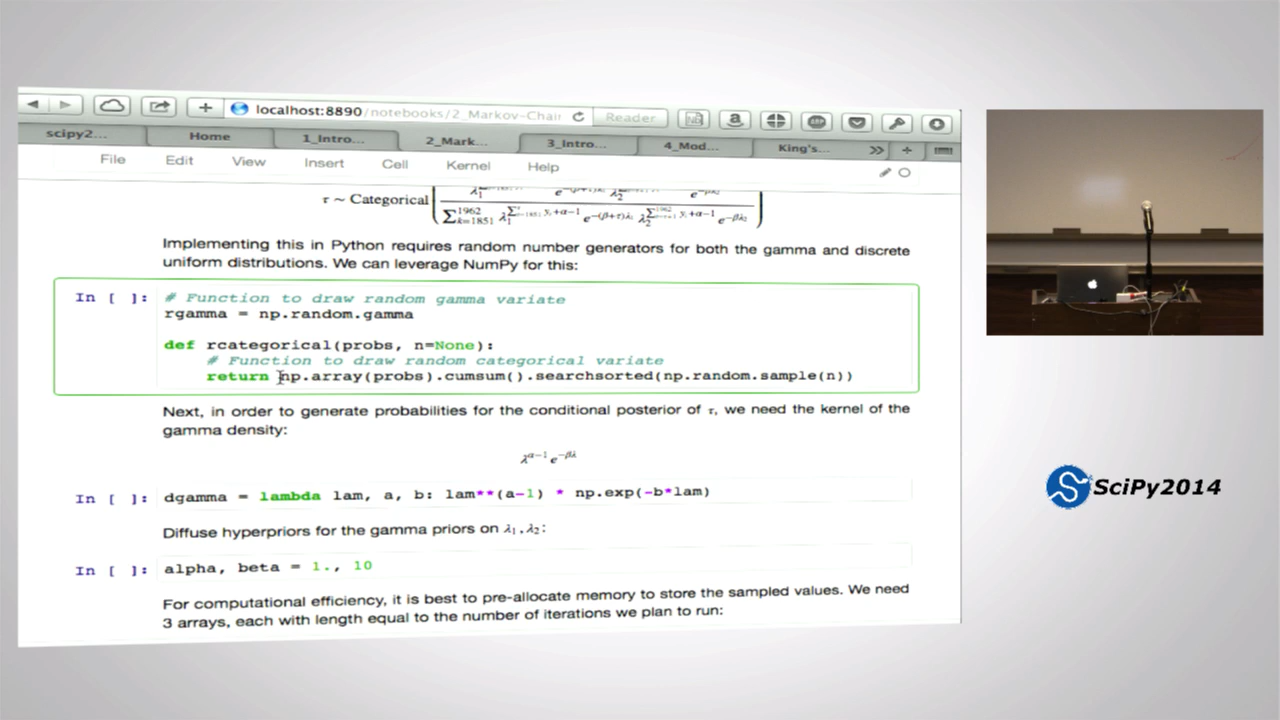 localhost:8890/notebooks/2_Markov-Chair
Reader
scipy2...
Home
1_Intro...
2_Mark...
3_Intro...
4_Mod...
King's...
File Edit View Insert Cell Kernel Help
τ ~ Categorical
Implementing this in Python requires random number generators for both the gamma and discrete
uniform distributions. We can leverage NumPy for this:
In [ ]: # Function to draw random gamma variate
rgamma = np.random.gamma
def rcategorical(probs, n=None):
# Function to draw random categorical variate
return np.array(probs).cumsum().searchsorted(np.random.sample(n))
Next, in order to generate probabilities for the conditional posterior of τ, we need the kernel of the
gamma density:
λ^{α−1} e^{−βλ}
In [ ]: dgamma = lambda lam, a, b: lam**(a-1) * np.exp(-b*lam)
Diffuse hyperpriors for the gamma priors on λ₁, λ₂:
In [ ]: alpha, beta = 1., 10
For computational efficiency, it is best to pre-allocate memory to store the sampled values. We need
3 arrays, each with length equal to the number of iterations we plan to run:
SciPy2014